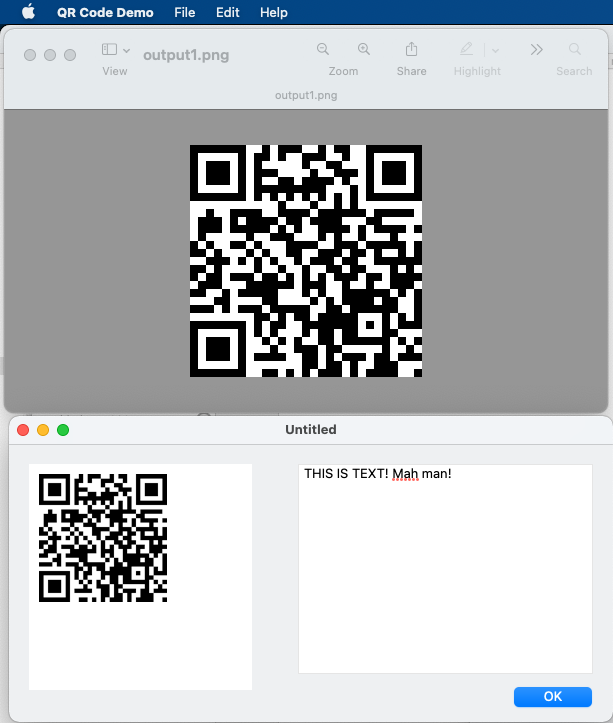 QR Code Demo File Edit Help
output1.png
View Zoom Share Highlight Search
output1.png
Untitled
THIS IS TEXT! Mah man!
OK